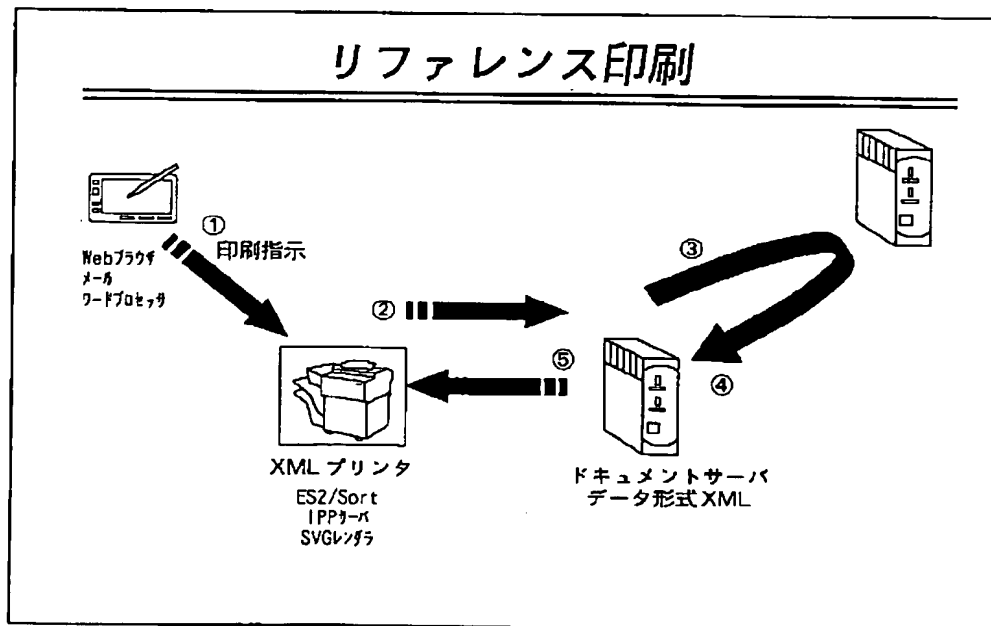 リファレンス印刷
①
印刷指示
Webブラウザ
メール
ワードプロセッサ
②
③
④
⑤
XML プリンタ
ES2/Sort
IPPサーバ
SVGレンダラ
ドキュメントサーバ
データ形式 XML